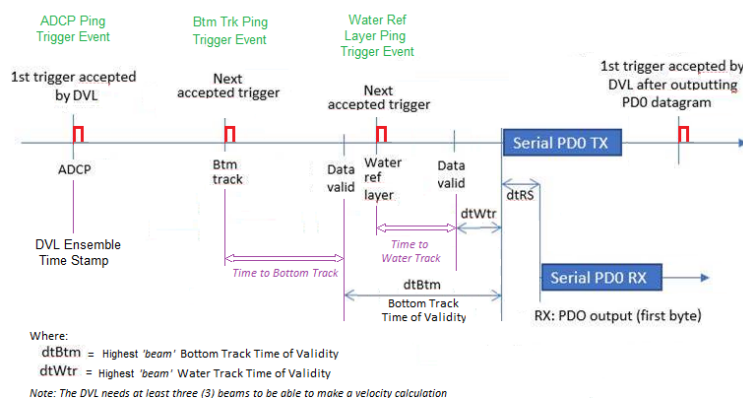 ADCP Ping
Trigger Event
Btm Trk Ping
Trigger Event
Water Ref
Layer Ping
Trigger Event
1st trigger accepted
by DVL
Next
accepted trigger
Next
accepted trigger
1st trigger accepted by
DVL after outputting
PD0 datagram
Serial PD0 TX
ADCP
Btm
track
Data
valid
Water
ref
layer
Data
valid
dtRS
dtWtr
DVL Ensemble
Time Stamp
Time to Bottom Track
Time to
Water Track
Serial PD0 RX
dtBtm
Bottom Track
Time of Validity
RX: PDO output (first byte)
Where:
dtBtm = Highest 'beam' Bottom Track Time of Validity
dtWtr = Highest 'beam' Water Track Time of Validity
Note: The DVL needs at least three (3) beams to be able to make a velocity calculation